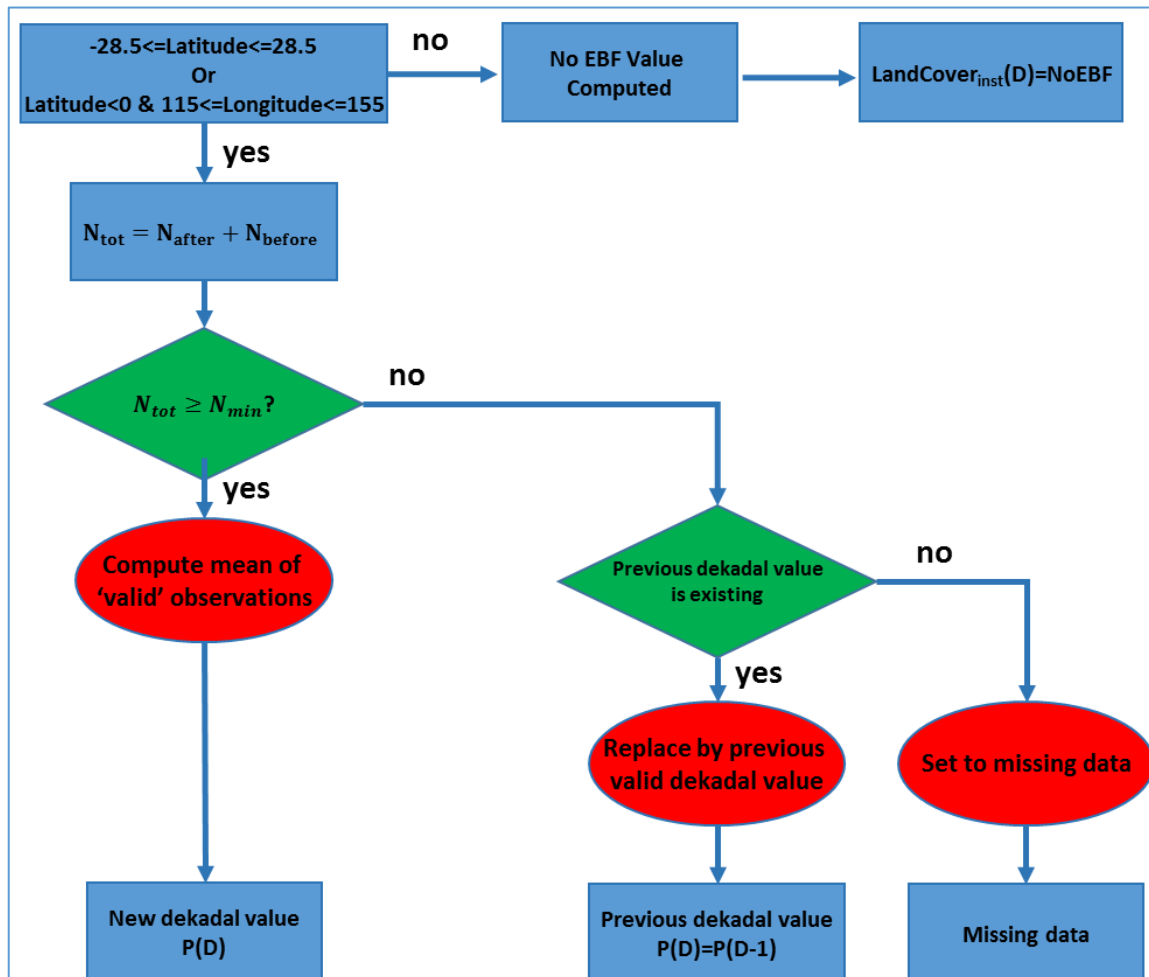 -28.5<=Latitude<=28.5
Or
Latitude<0 & 115<=Longitude<=155
no
No EBF Value
Computed
LandCover_inst(D)=NoEBF
yes
N_tot = N_after + N_before
N_tot ≥ N_min?
no
yes
Compute mean of
‘valid’ observations
Previous dekadal value
is existing
no
yes
Replace by previous
valid dekadal value
Set to missing data
New dekadal value
P(D)
Previous dekadal value
P(D)=P(D-1)
Missing data